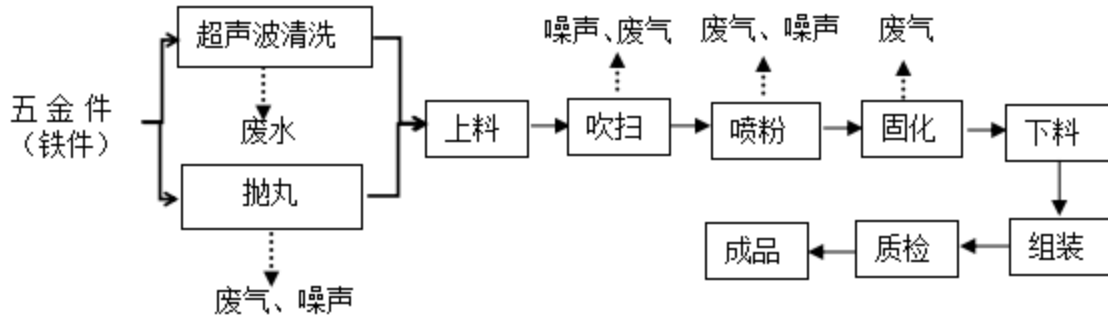 超声波清洗
噪声、废气
废气、噪声
废气
五金件
（铁件）
废水
上料
吹扫
喷粉
固化
下料
抛丸
废气、噪声
成品
质检
组装